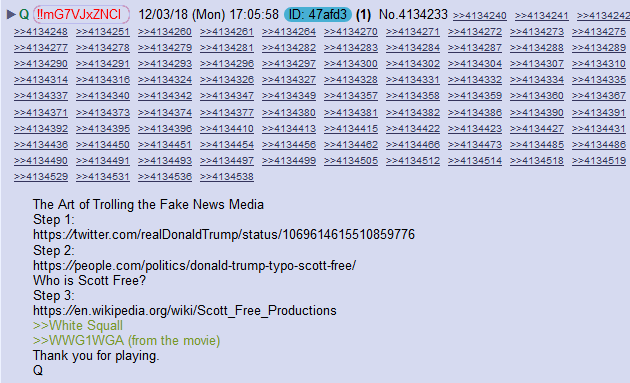 ▶ Q !!mG7VJxZNCI 12/03/18 (Mon) 17:05:58 ID: 47afd3 (1) No.4134233 >>4134240 >>4134241 >>4134242
>>4134248 >>4134251 >>4134260 >>4134261 >>4134264 >>4134270 >>4134271 >>4134272 >>4134273 >>4134275
>>4134277 >>4134278 >>4134279 >>4134281 >>4134282 >>4134283 >>4134284 >>4134287 >>4134288 >>4134289
>>4134290 >>4134291 >>4134293 >>4134296 >>4134297 >>4134300 >>4134302 >>4134304 >>4134307 >>4134310
>>4134314 >>4134316 >>4134324 >>4134326 >>4134327 >>4134328 >>4134331 >>4134332 >>4134334 >>4134335
>>4134337 >>4134340 >>4134342 >>4134347 >>4134349 >>4134357 >>4134358 >>4134359 >>4134360 >>4134367
>>4134371 >>4134373 >>4134374 >>4134377 >>4134380 >>4134381 >>4134382 >>4134386 >>4134390 >>4134391
>>4134392 >>4134395 >>4134396 >>4134410 >>4134413 >>4134415 >>4134422 >>4134423 >>4134427 >>4134431
>>4134436 >>4134450 >>4134451 >>4134454 >>4134456 >>4134462 >>4134466 >>4134473 >>4134485 >>4134486
>>4134490 >>4134491 >>4134493 >>4134497 >>4134499 >>4134505 >>4134512 >>4134514 >>4134518 >>4134519
>>4134529 >>4134531 >>4134536 >>4134538
The Art of Trolling the Fake News Media
Step 1:
https://twitter.com/realDonaldTrump/status/1069614615510859776
Step 2:
https://people.com/politics/donald-trump-typo-scott-free/
Who is Scott Free?
Step 3:
https://en.wikipedia.org/wiki/Scott_Free_Productions
>>White Squall
>>WWG1WGA (from the movie)
Thank you for playing.
Q